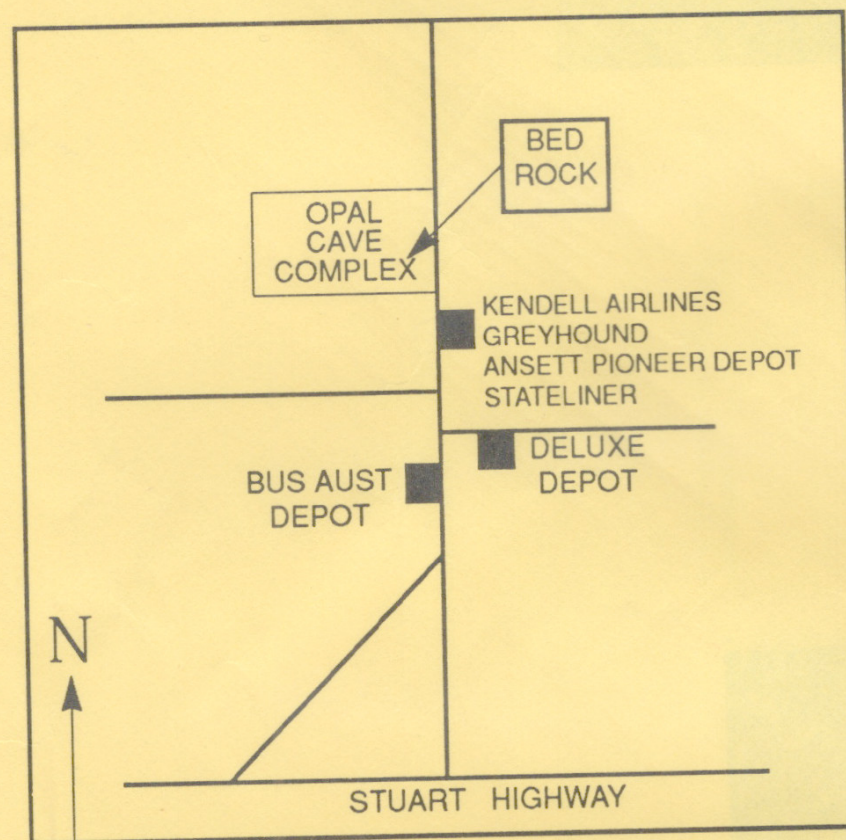 BED
ROCK
OPAL
CAVE
COMPLEX
KENDELL AIRLINES
GREYHOUND
ANSETT PIONEER DEPOT
STATELINER
DELUXE
DEPOT
BUS AUST
DEPOT
N
STUART HIGHWAY